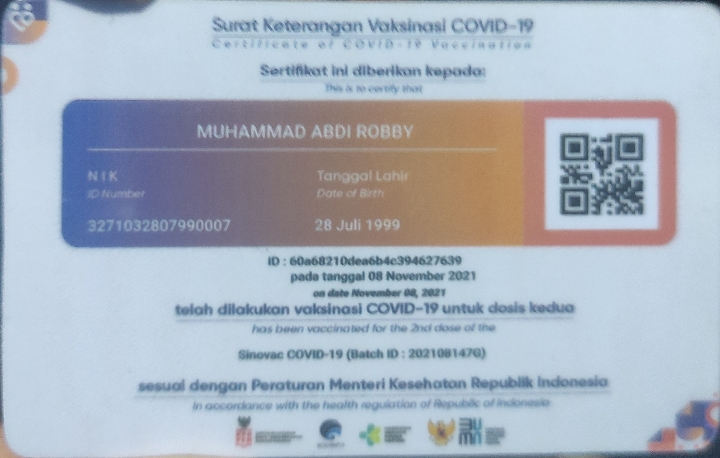 Surat Keterangan Vaksinasi COVID-19
Certificate of COVID-19 Vaccination
Sertifikat ini diberikan kepada:
This is to certify that
MUHAMMAD ABDI ROBBY
NIK Tanggal Lahir
ID Number Date of Birth
3271032807990007 28 Juli 1999
ID : 60a68210dea6b4c394627639
pada tanggal 08 November 2021
on date November 08, 2021
telah dilakukan vaksinasi COVID-19 untuk dosis kedua
has been vaccinated for the 2nd dose of the
Sinovac COVID-19 (Batch ID : 202108147G)
sesuai dengan Peraturan Menteri Kesehatan Republik Indonesia
in accordance with the health regulation of Republic of Indonesia